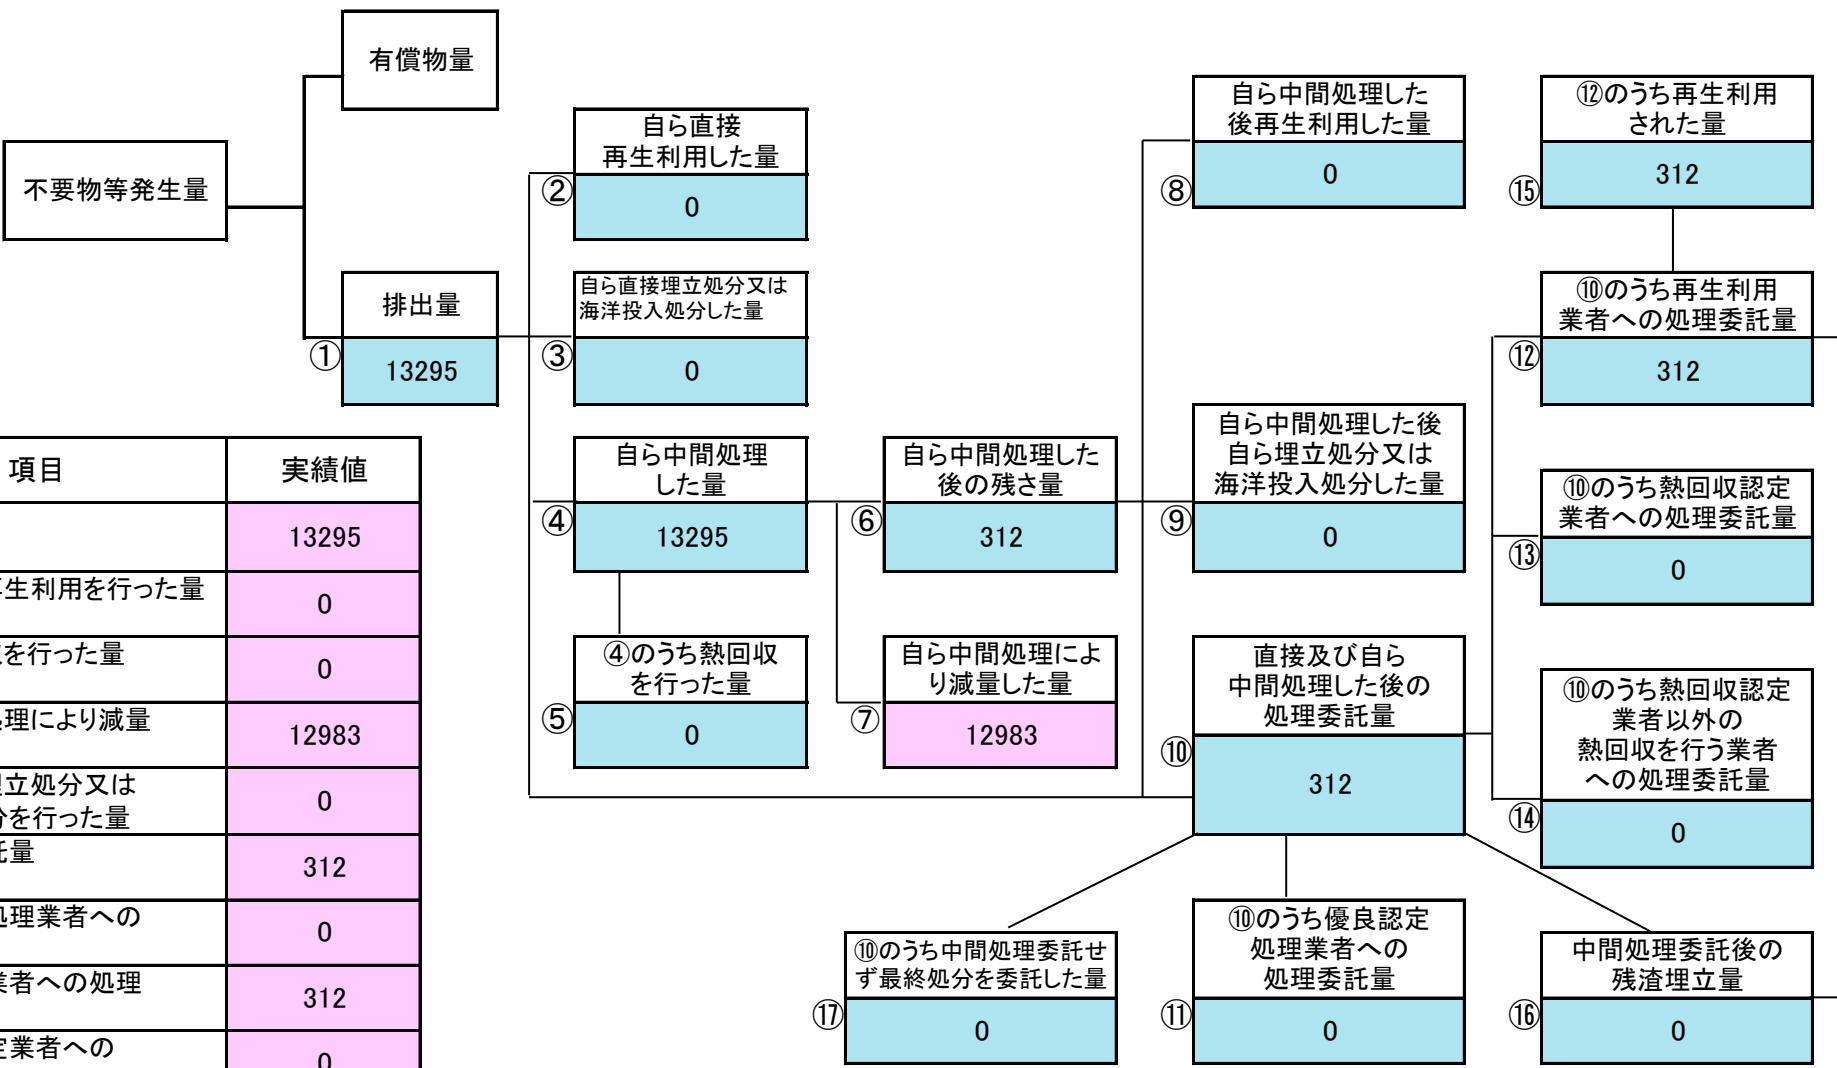 有償物量
不要物等発生量
排出量
①
13295
自ら直接
再生利用した量
②
0
自ら直接埋立処分又は
海洋投入処分した量
③
0
自ら中間処理
した量
④
13295
④のうち熱回収
を行った量
⑤
0
自ら中間処理した
後の残さ量
⑥
312
自ら中間処理によ
り減量した量
⑦
12983
自ら中間処理した
後再生利用した量
⑧
0
自ら中間処理した後
自ら埋立処分又は
海洋投入処分した量
⑨
0
直接及び自ら
中間処理した後の
処理委託量
⑩
312
⑫のうち再生利用
された量
⑮
312
⑩のうち再生利用
業者への処理委託量
⑫
312
⑩のうち熱回収認定
業者への処理委託量
⑬
0
⑩のうち熱回収認定
業者以外の
熱回収を行う業者
への処理委託量
⑭
0
⑩のうち中間処理委託せ
ず最終処分を委託した量
⑰
0
⑩のうち優良認定
処理業者への
処理委託量
⑪
0
中間処理委託後の
残渣埋立量
⑯
0
項目 実績値
13295
生利用を行った量
0
を行った量
0
理により減量
12983
立処分又は
を行った量
0
量
312
処理業者への
0
業者への処理
312
業者への
0